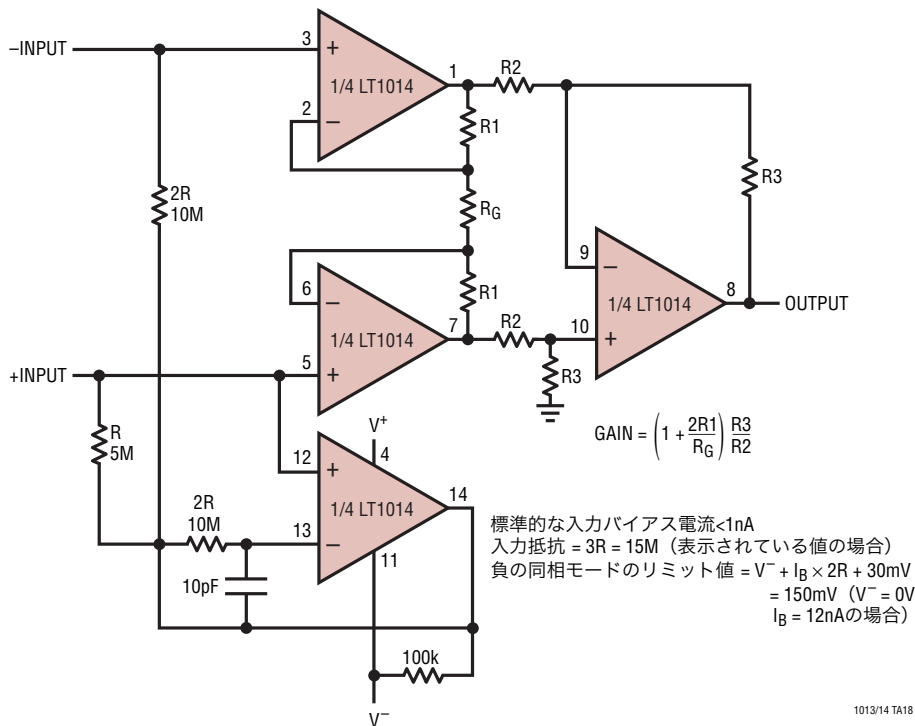 –INPUT
3
+
1/4 LT1014
1
R2
2
–
R1
2R
10M
RG
R3
6
–
R1
9
–
1/4 LT1014
7
R2
10
+
1/4 LT1014
8
OUTPUT
+INPUT
5
+
R3
R
5M
V+
4
GAIN = (1 + 2R1/RG) R3/R2
12
+
14
1/4 LT1014
2R
10M
13
–
11
10pF
100k
V–
標準的な入力バイアス電流<1nA
入力抵抗 = 3R = 15M（表示されている値の場合）
負の同相モードのリミット値 = V– + IB × 2R + 30mV
= 150mV（V– = 0V
IB = 12nAの場合）
1013/14 TA18